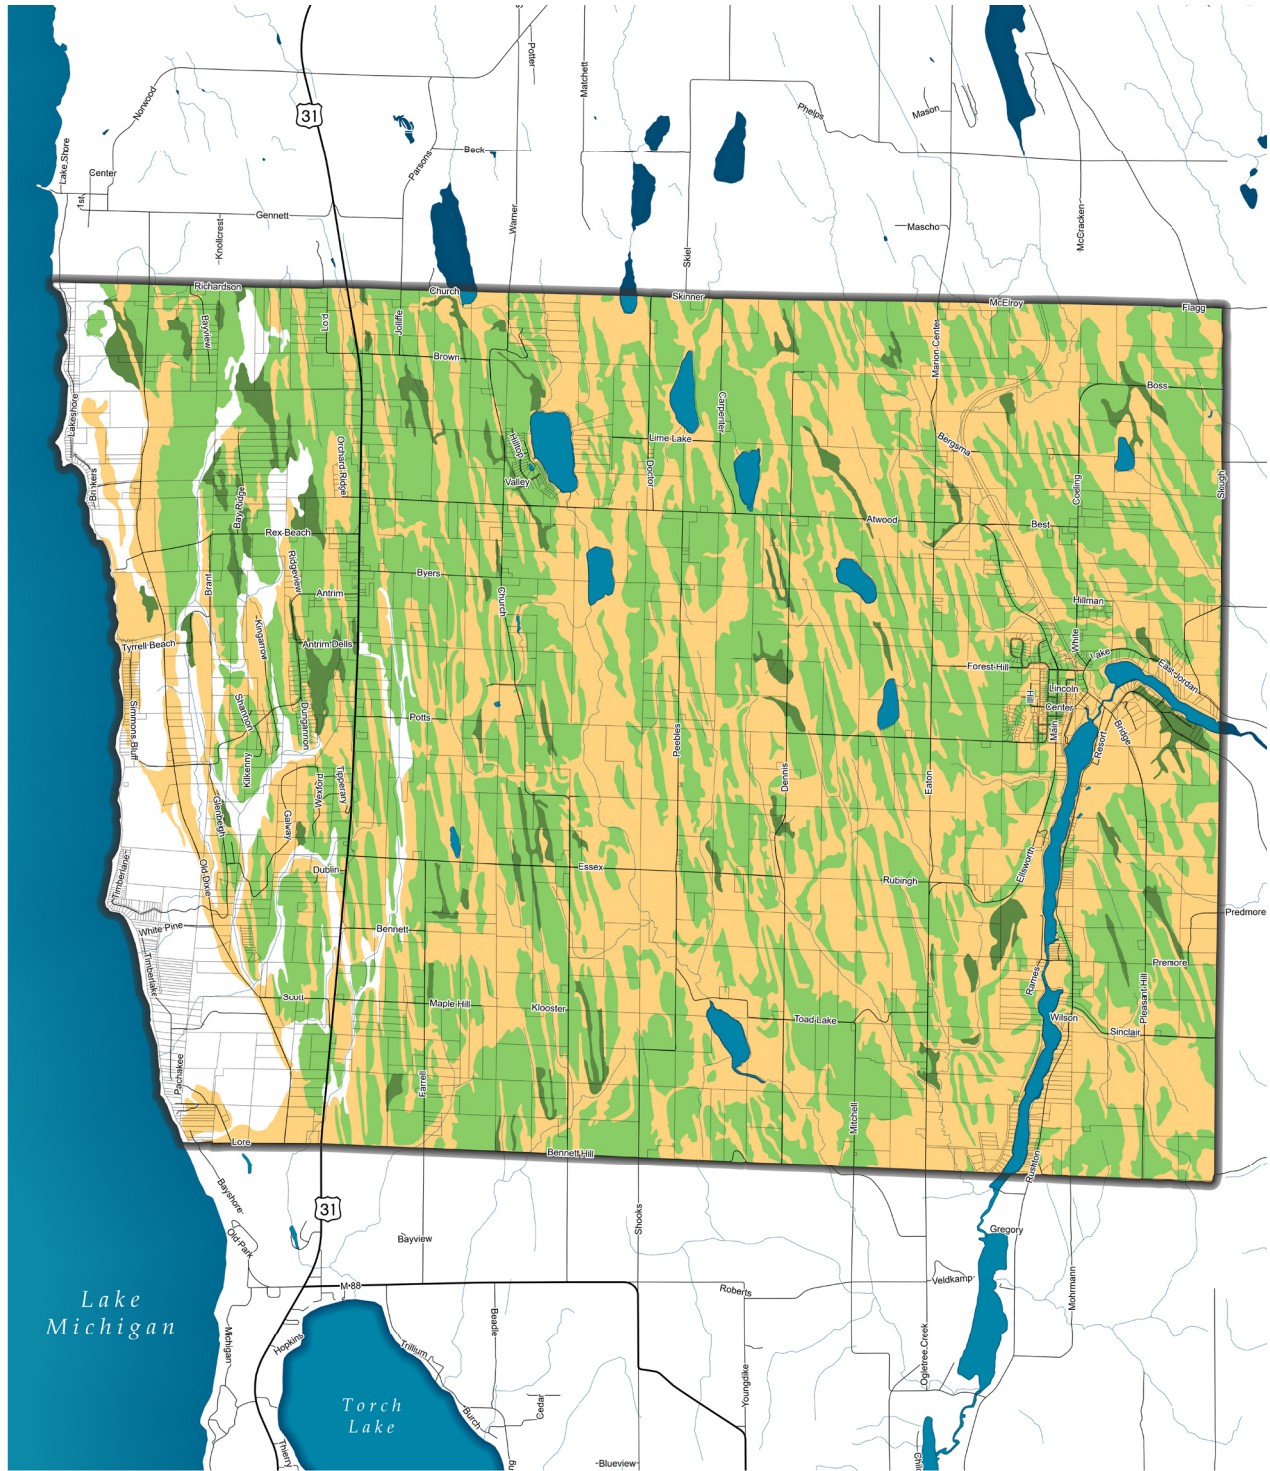 Potter
Matchett
Norwood
31
Phelps
Mason
Lake Shore
Beck
Parsons
Center
1st
Gennett
Knollcrest
Warner
Mascho
McCracken
Skiel
Richardson
Church
Skinner
McElroy
Flagg
Bayview
Lord
Jolliffe
Brown
Marion Center
Boss
Lakeshore
Carpenter
Orchard Ridge
Hilltop
Lime Lake
Bergsma
Brinkers
Valley
Doctor
Coding
Slough
Bay Ridge
Atwood
Best
Rex Beach
Ridgeview
Brant
Byers
Antrim
Church
Hillman
Kingarrow
Tyrrell Beach
Antrim Dells
White
Lake
Forest Hill
East Jordan
Lincoln
Hill
Center
Shannon
Dungannon
Simmons Bluff
Potts
Main
Bridge
Resort
Peebles
Kilkenny
Wexford
Tipperary
Dennis
Eaton
Glenbeigh
Galway
Timberlane
Old Dixie
Dublin
Essex
Rubingh
Ellsworth
Predmore
White Pine
Bennett
Timberlake
Premore
Raines
Pleasant Hill
Scott
Maple Hill
Klooster
Toad Lake
Wilson
Sinclair
Pachakee
Farrell
Mitchell
Lore
Bennett Hill
Rushton
Bayshore
31
Shooks
Old Park
Bayview
Gregory
M 88
Roberts
Veldkamp
Mohrmann
Lake
Michigan
Michigan
Hopkins
Beadle
Trillium
Ogletree Creek
Youngdike
Torch
Lake
Burch
Cedar
Thierry
Blueview